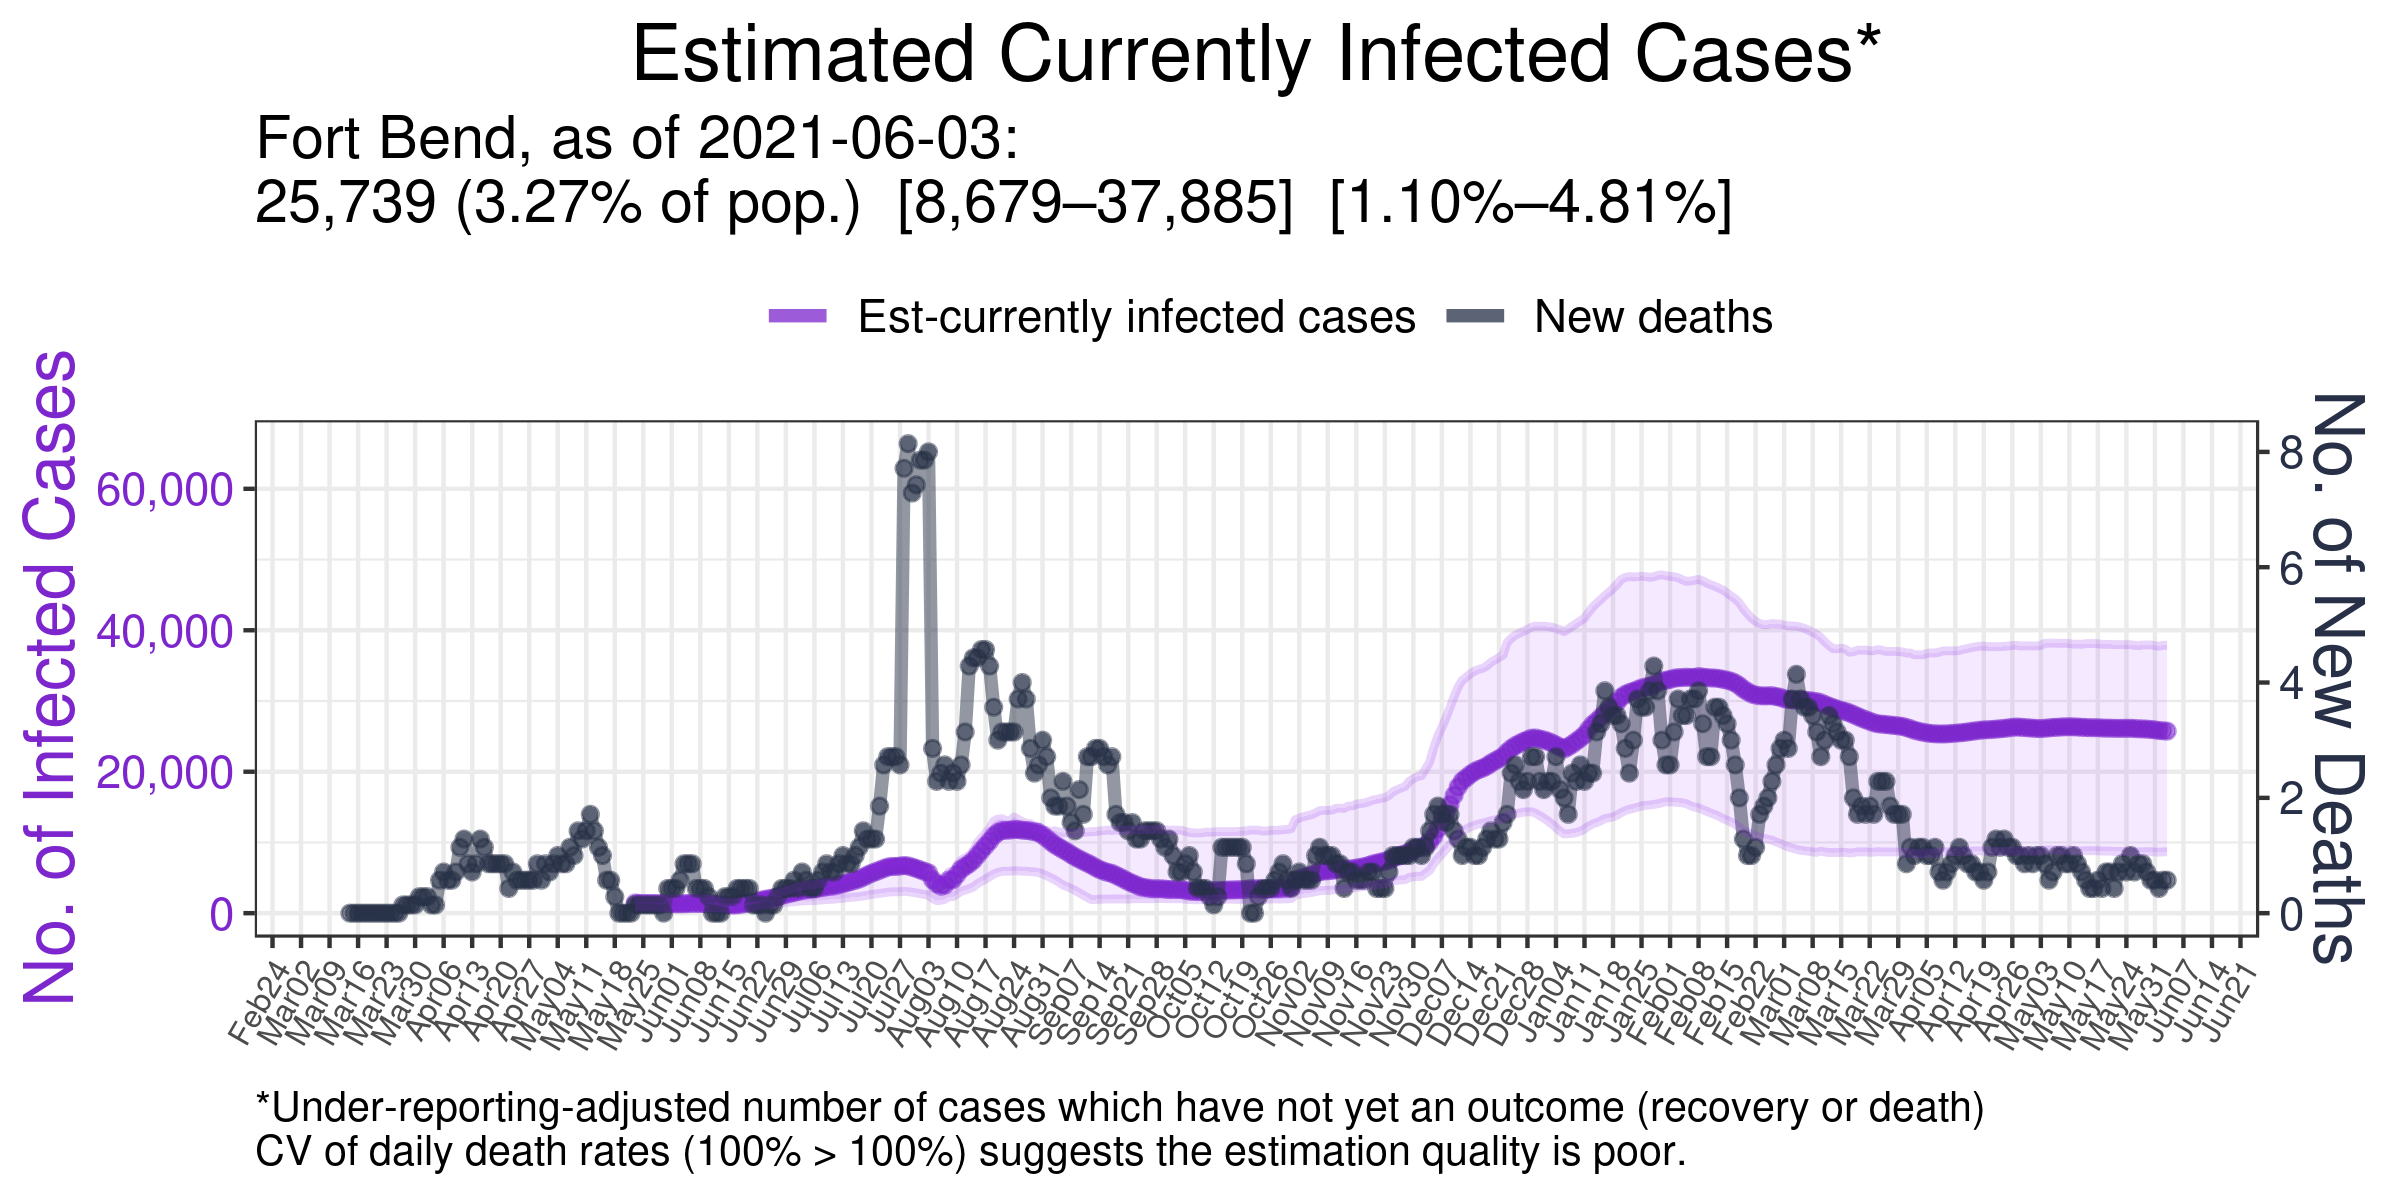 Estimated Currently Infected Cases*
Fort Bend, as of 2021-06-03:
25,739 (3.27% of pop.) [8,679–37,885] [1.10%–4.81%]
Est-currently infected cases New deaths
No. of Infected Cases
60,000
40,000
20,000
0
8
6
4
2
0
No. of New Deaths
Feb24 Mar02 Mar09 Mar16 Mar23 Mar30 Apr06 Apr13 Apr20 Apr27 May04 May11 May18 May25 Jun01 Jun08 Jun15 Jun22 Jun29 Jul06 Jul13 Jul20 Jul27 Aug03 Aug10 Aug17 Aug24 Aug31 Sep07 Sep14 Sep21 Sep28 Oct05 Oct12 Oct19 Oct26 Nov02 Nov09 Nov16 Nov23 Nov30 Dec07 Dec14 Dec21 Dec28 Jan04 Jan11 Jan18 Jan25 Feb01 Feb08 Feb15 Feb22 Mar01 Mar08 Mar15 Mar22 Mar29 Apr05 Apr12 Apr19 Apr26 May03 May10 May17 May24 May31 Jun07 Jun14 Jun21
*Under-reporting-adjusted number of cases which have not yet an outcome (recovery or death)
CV of daily death rates (100% > 100%) suggests the estimation quality is poor.